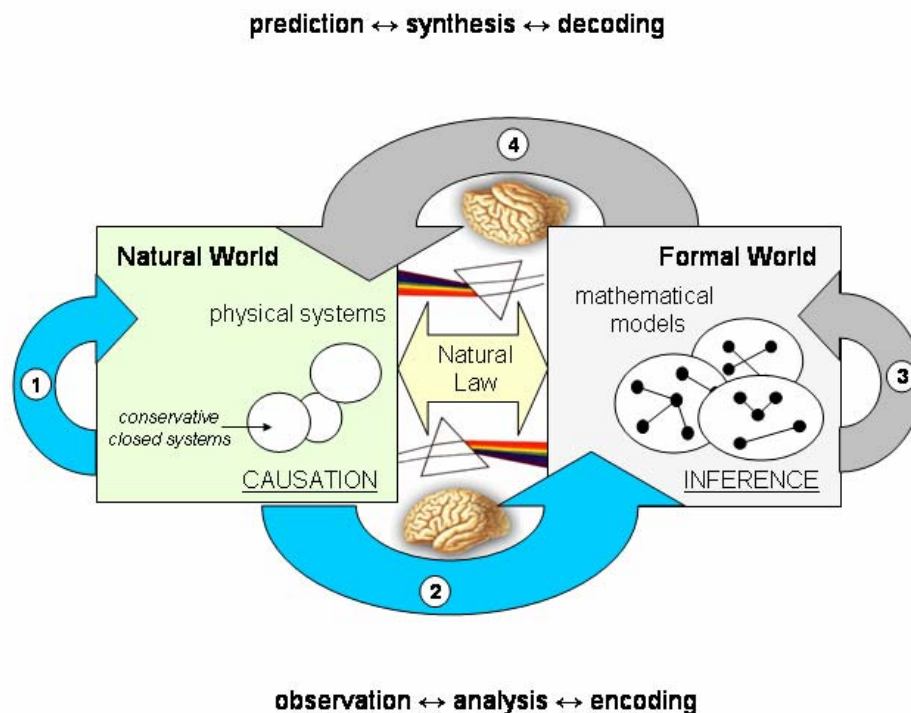 prediction ↔ synthesis ↔ decoding
4
Natural World
Formal World
physical systems
mathematical
models
Natural
Law
1
3
conservative
closed systems
CAUSATION
INFERENCE
2
observation ↔ analysis ↔ encoding